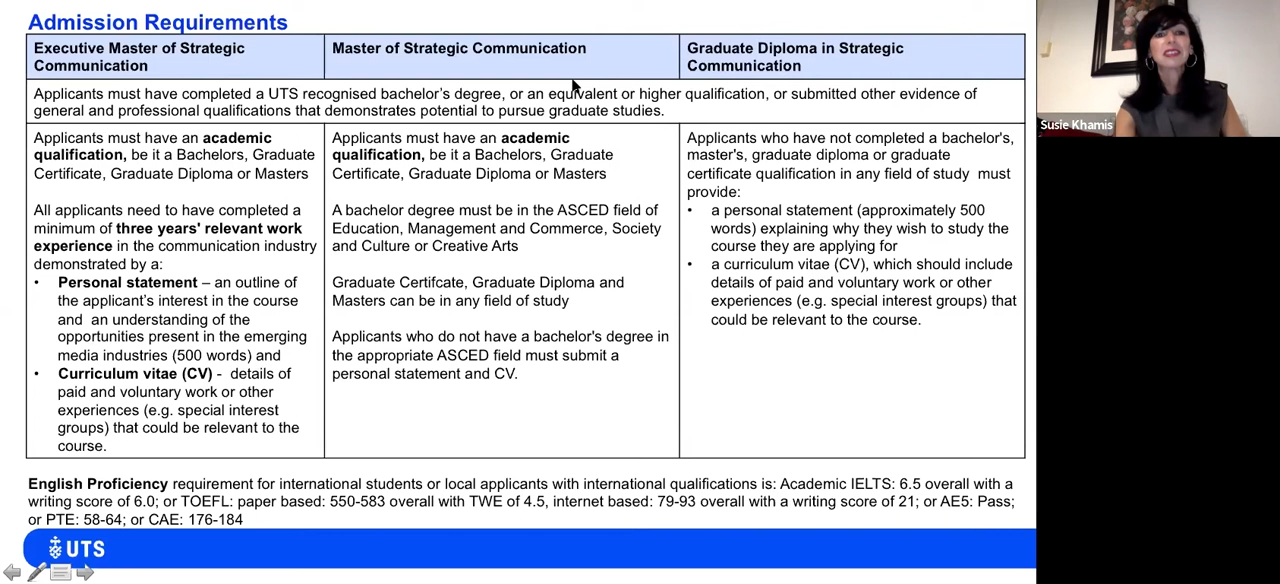 Admission Requirements
Executive Master of Strategic
Communication
Master of Strategic Communication
Graduate Diploma in Strategic
Communication
Applicants must have completed a UTS recognised bachelor's degree, or an equivalent or higher qualification, or submitted other evidence of
general and professional qualifications that demonstrates potential to pursue graduate studies.
Applicants must have an academic
qualification, be it a Bachelors, Graduate
Certificate, Graduate Diploma or Masters
All applicants need to have completed a
minimum of three years' relevant work
experience in the communication industry
demonstrated by a:
• Personal statement – an outline of
the applicant's interest in the course
and an understanding of the
opportunities present in the emerging
media industries (500 words) and
• Curriculum vitae (CV) - details of
paid and voluntary work or other
experiences (e.g. special interest
groups) that could be relevant to the
course.
Applicants must have an academic
qualification, be it a Bachelors, Graduate
Certificate, Graduate Diploma or Masters
A bachelor degree must be in the ASCED field of
Education, Management and Commerce, Society
and Culture or Creative Arts
Graduate Certifcate, Graduate Diploma and
Masters can be in any field of study
Applicants who do not have a bachelor's degree in
the appropriate ASCED field must submit a
personal statement and CV.
Applicants who have not completed a bachelor's,
master's, graduate diploma or graduate
certificate qualification in any field of study must
provide:
• a personal statement (approximately 500
words) explaining why they wish to study the
course they are applying for
• a curriculum vitae (CV), which should include
details of paid and voluntary work or other
experiences (e.g. special interest groups) that
could be relevant to the course.
English Proficiency requirement for international students or local applicants with international qualifications is: Academic IELTS: 6.5 overall with a
writing score of 6.0; or TOEFL: paper based: 550-583 overall with TWE of 4.5, internet based: 79-93 overall with a writing score of 21; or AE5: Pass;
or PTE: 58-64; or CAE: 176-184
UTS
Susie Khamis